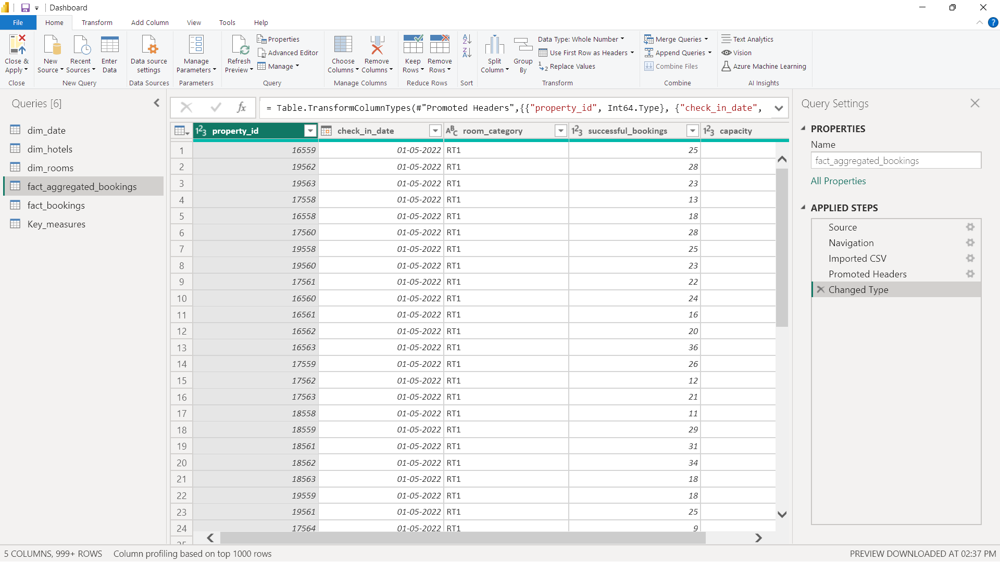 Dashboard
File
Home
Transform
Add Column
View
Tools
Help
?
Close &
Apply
Close
New
Source
Recent
Sources
Enter
Data
New Query
Data source
settings
Data Sources
Manage
Parameters
Parameters
Refresh
Preview
Properties
Advanced Editor
Manage
Query
Choose
Columns
Remove
Columns
Manage Columns
Keep
Rows
Remove
Rows
Reduce Rows
A
Z
Z
A
Sort
Split
Column
Group
By
Data Type: Whole Number
Use First Row as Headers
1
2
Replace Values
Transform
Merge Queries
Append Queries
Combine Files
Combine
Text Analytics
Vision
Azure Machine Learning
AI Insights
Queries [6]
dim_date
dim_hotels
dim_rooms
fact_aggregated_bookings
fact_bookings
Key_measures
fx
= Table.TransformColumnTypes(#"Promoted Headers",{{"property_id", Int64.Type}, {"check_in_date",
123 property_id check_in_date ABC room_category 123 successful_bookings 123 capacity
1 16559 01-05-2022 RT1 25
2 19562 01-05-2022 RT1 28
3 19563 01-05-2022 RT1 23
4 17558 01-05-2022 RT1 13
5 16558 01-05-2022 RT1 18
6 17560 01-05-2022 RT1 28
7 19558 01-05-2022 RT1 25
8 19560 01-05-2022 RT1 23
9 17561 01-05-2022 RT1 22
10 16560 01-05-2022 RT1 24
11 16561 01-05-2022 RT1 16
12 16562 01-05-2022 RT1 20
13 16563 01-05-2022 RT1 36
14 17559 01-05-2022 RT1 26
15 17562 01-05-2022 RT1 12
16 17563 01-05-2022 RT1 21
17 18558 01-05-2022 RT1 11
18 18559 01-05-2022 RT1 29
19 18561 01-05-2022 RT1 31
20 18562 01-05-2022 RT1 34
21 18563 01-05-2022 RT1 18
22 19559 01-05-2022 RT1 18
23 19561 01-05-2022 RT1 25
24 17564 01-05-2022 RT1 9
25
Query Settings
PROPERTIES
Name
fact_aggregated_bookings
All Properties
APPLIED STEPS
Source
Navigation
Imported CSV
Promoted Headers
Changed Type
5 COLUMNS, 999+ ROWS
Column profiling based on top 1000 rows
PREVIEW DOWNLOADED AT 02:37 PM